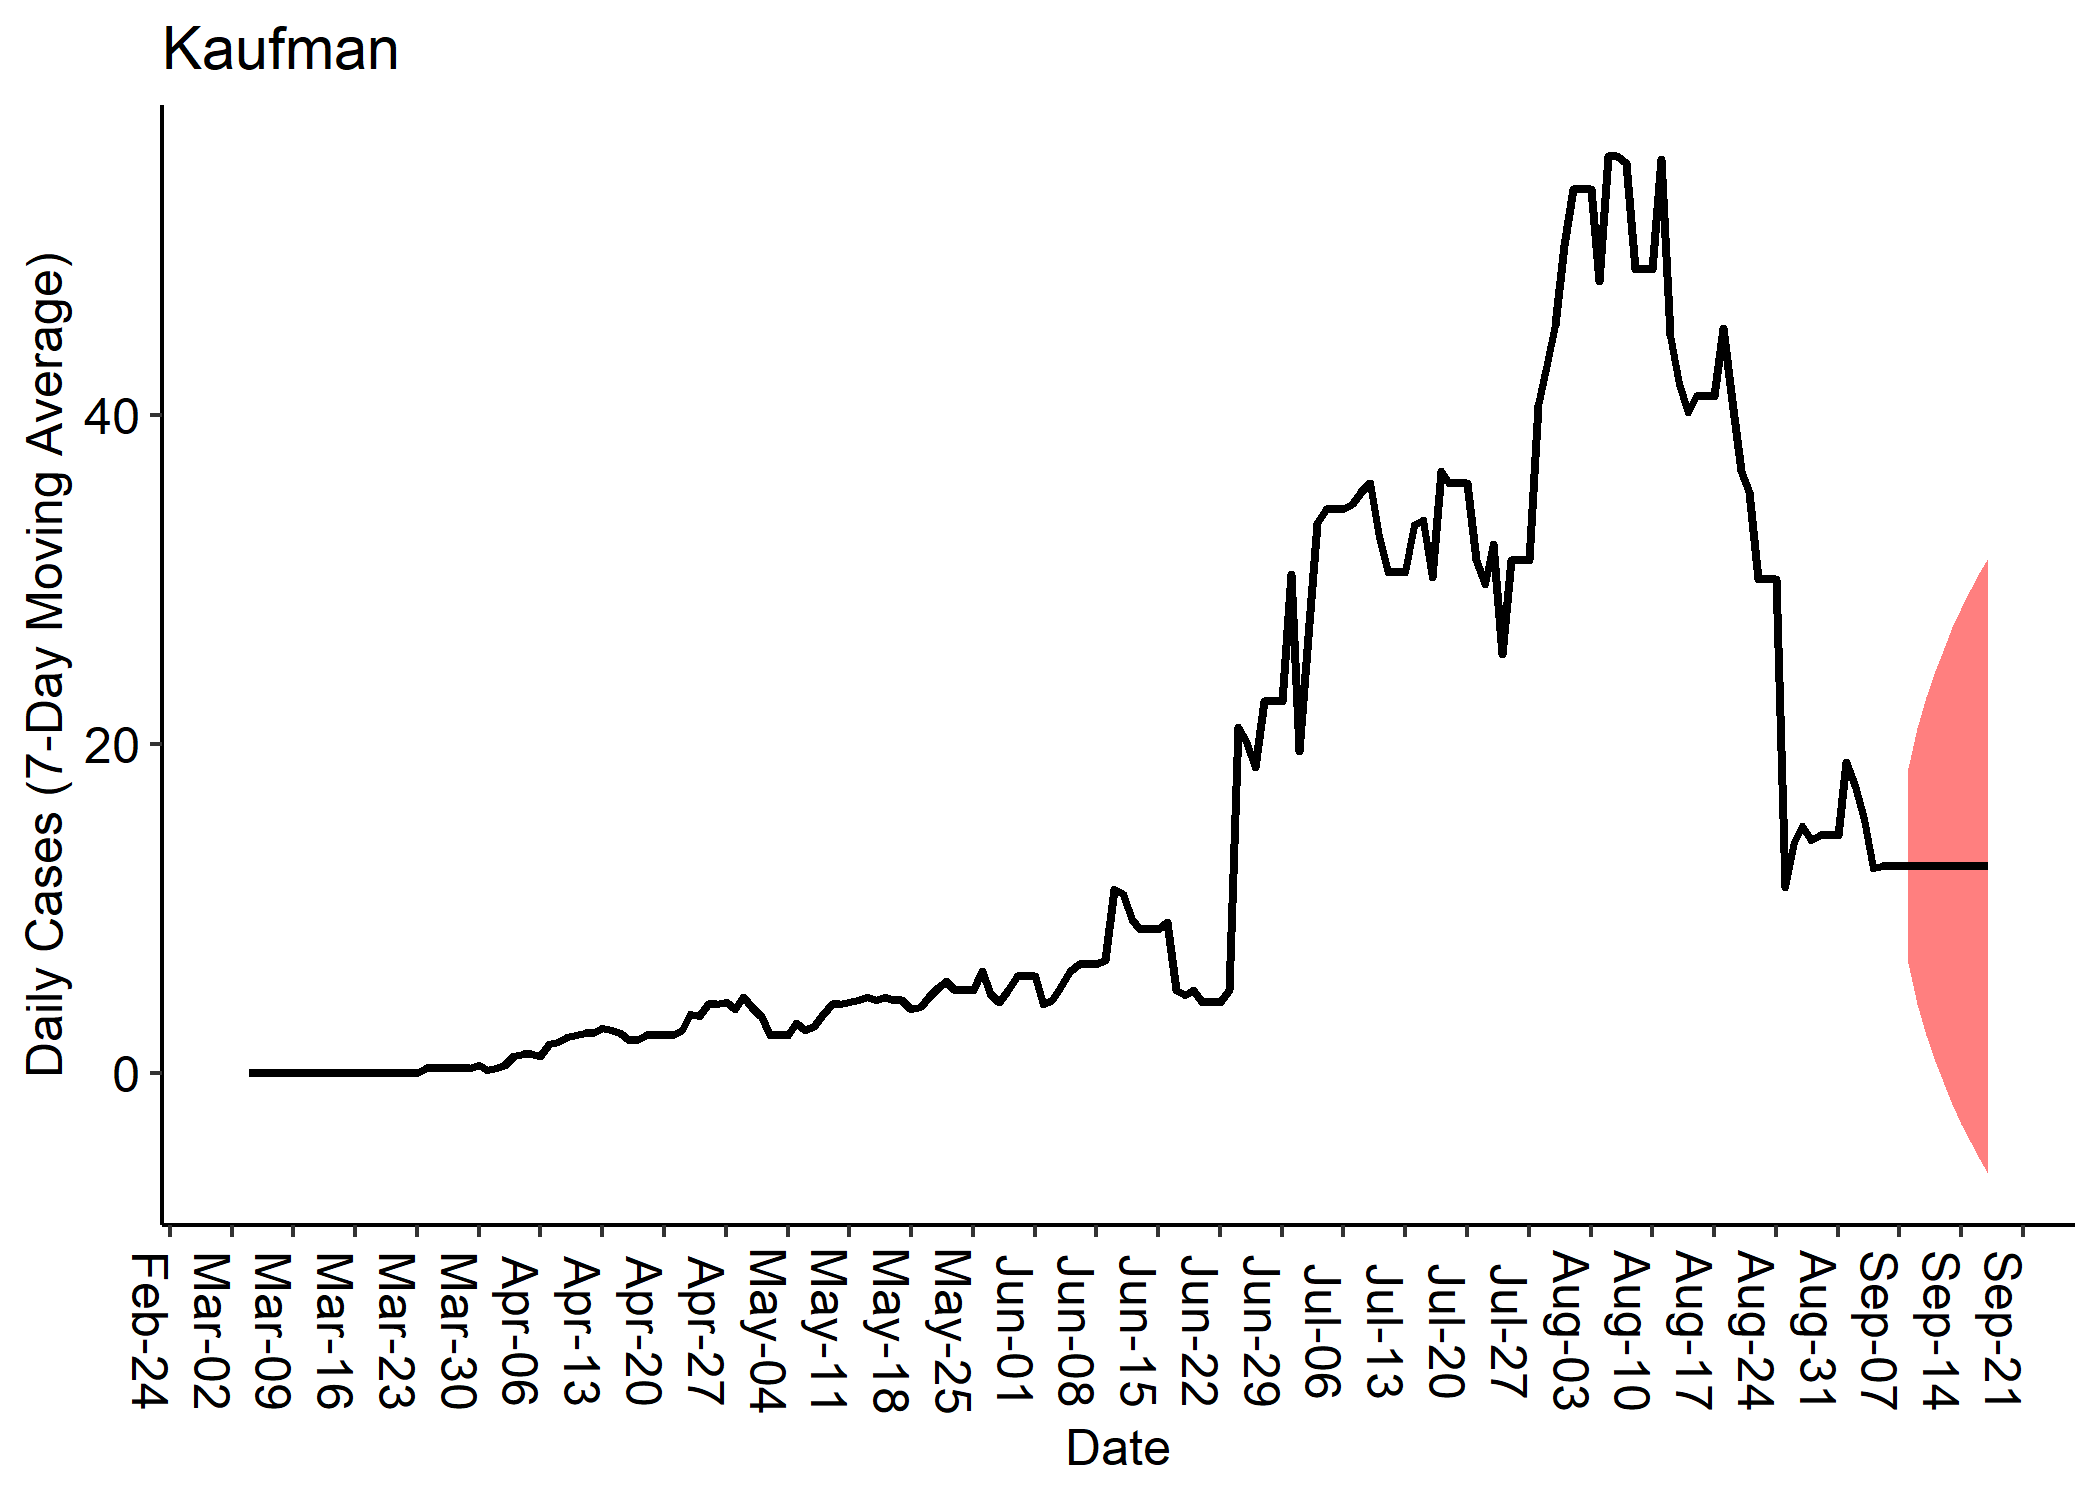 Kaufman
Daily Cases (7-Day Moving Average)
40
20
0
Feb-24
Mar-02
Mar-09
Mar-16
Mar-23
Mar-30
Apr-06
Apr-13
Apr-20
Apr-27
May-04
May-11
May-18
May-25
Jun-01
Jun-08
Jun-15
Jun-22
Jun-29
Jul-06
Jul-13
Jul-20
Jul-27
Aug-03
Aug-10
Aug-17
Aug-24
Aug-31
Sep-07
Sep-14
Sep-21
Date